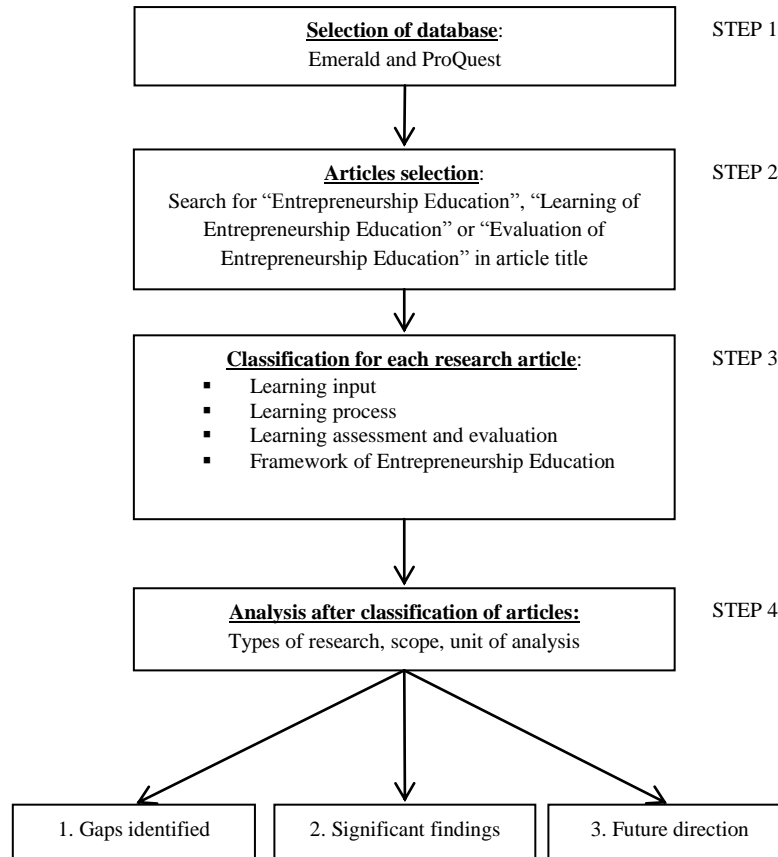 Selection of database:
STEP 1
Emerald and ProQuest
Articles selection:
STEP 2
Search for “Entrepreneurship Education”, “Learning of
Entrepreneurship Education” or “Evaluation of
Entrepreneurship Education” in article title
Classification for each research article:
STEP 3
▪ Learning input
▪ Learning process
▪ Learning assessment and evaluation
▪ Framework of Entrepreneurship Education
Analysis after classification of articles:
STEP 4
Types of research, scope, unit of analysis
1. Gaps identified
2. Significant findings
3. Future direction